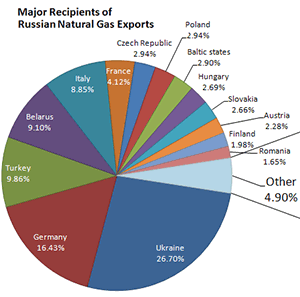 Major Recipients of
Russian Natural Gas Exports
Poland
2.94%
Czech Republic
2.94%
Baltic states
2.90%
Hungary
2.69%
Slovakia
2.66%
Austria
2.28%
Finland
1.98%
Romania
1.65%
Other
4.90%
Ukraine
26.70%
Germany
16.43%
Turkey
9.86%
Belarus
9.10%
Italy
8.85%
France
4.12%